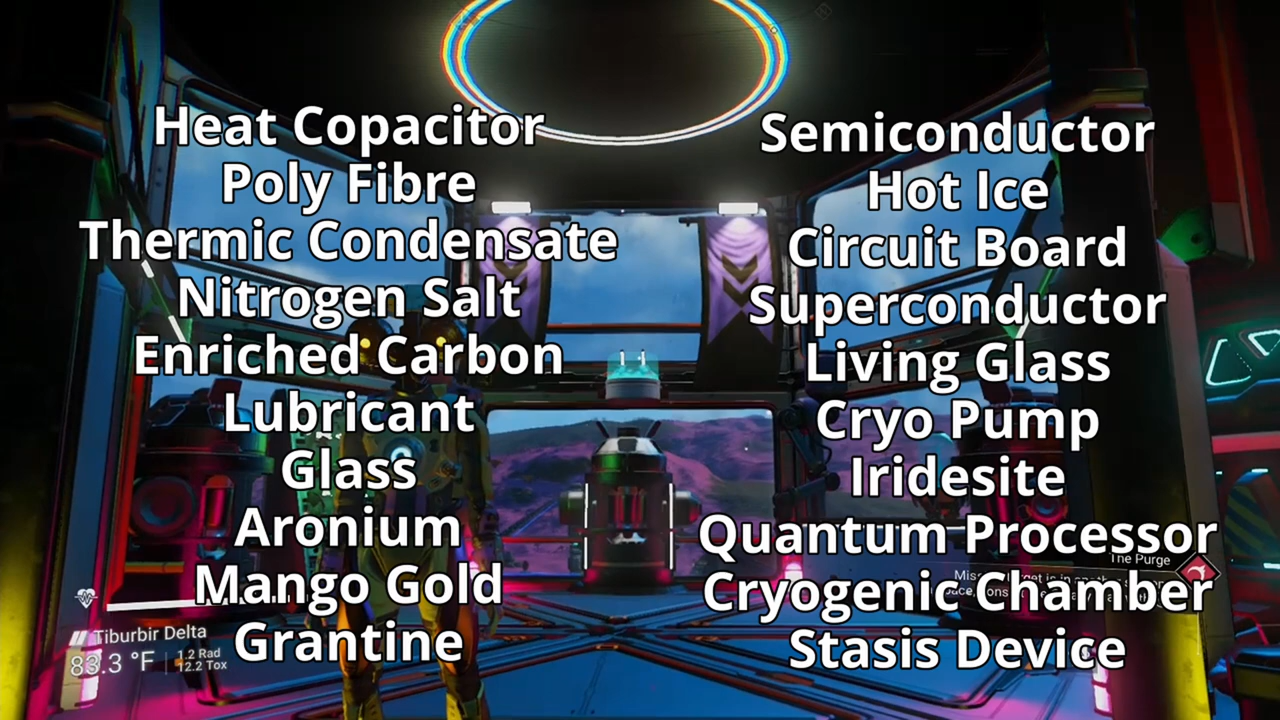 Heat Copacitor
Poly Fibre
Thermic Condensate
Nitrogen Salt
Enriched Carbon
Lubricant
Glass
Aronium
Mango Gold
Grantine
Semiconductor
Hot Ice
Circuit Board
Superconductor
Living Glass
Cryo Pump
Iridesite
Quantum Processor
Cryogenic Chamber
Stasis Device
The Purge
Tiburbir Delta
83.3 °F
1.2 Rad
12.2 Tox